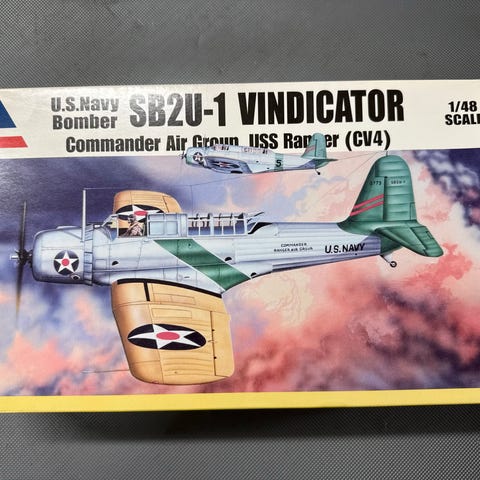 U.S.Navy
Bomber
SB2U-1 VINDICATOR
1/48
SCALE
Commander Air Group, USS Ranger (CV4)
S
COMMANDER
RANGER AIR GROUP
U.S. NAVY